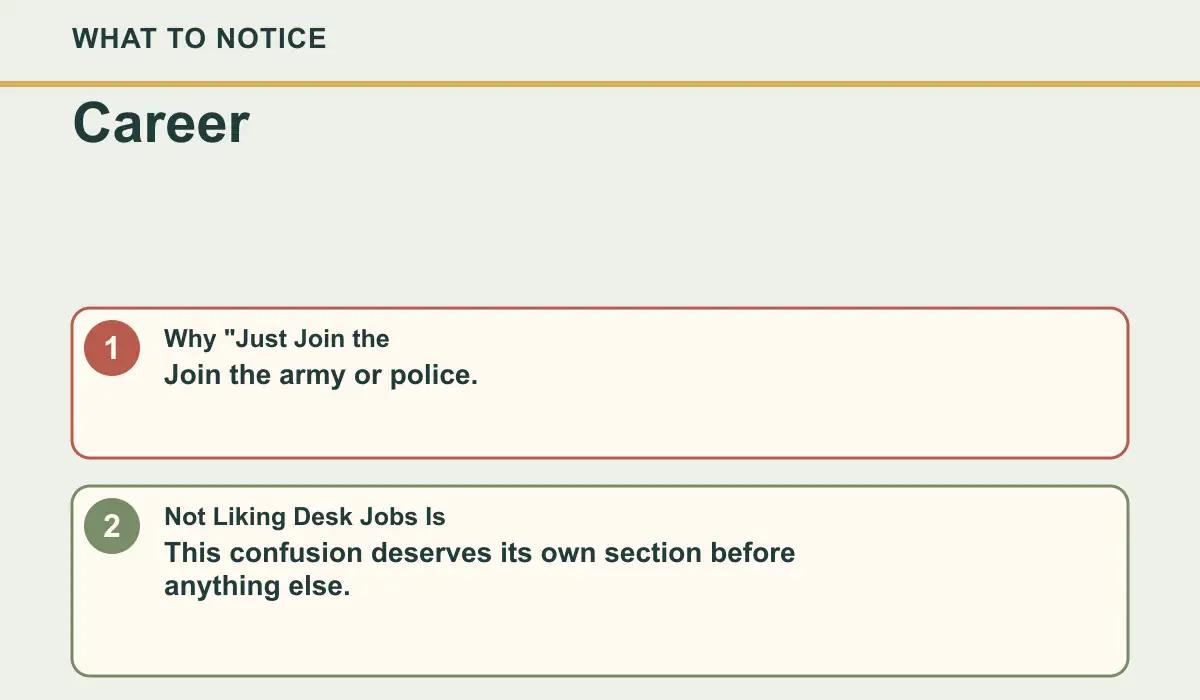 WHAT TO NOTICE
Career
1
Why "Just Join the
Join the army or police.
2
Not Liking Desk Jobs Is
This confusion deserves its own section before
anything else.